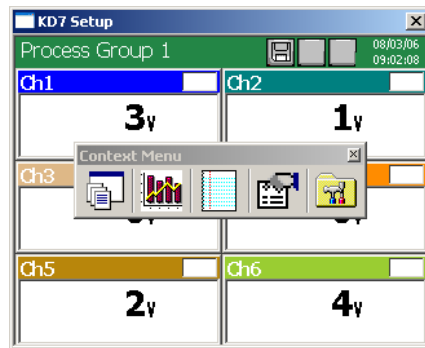 KD7 Setup
Process Group 1
08/03/06
09:02:08
Ch1
Ch2
3v
1v
Context Menu
Ch3
Ch5
Ch6
2v
4v